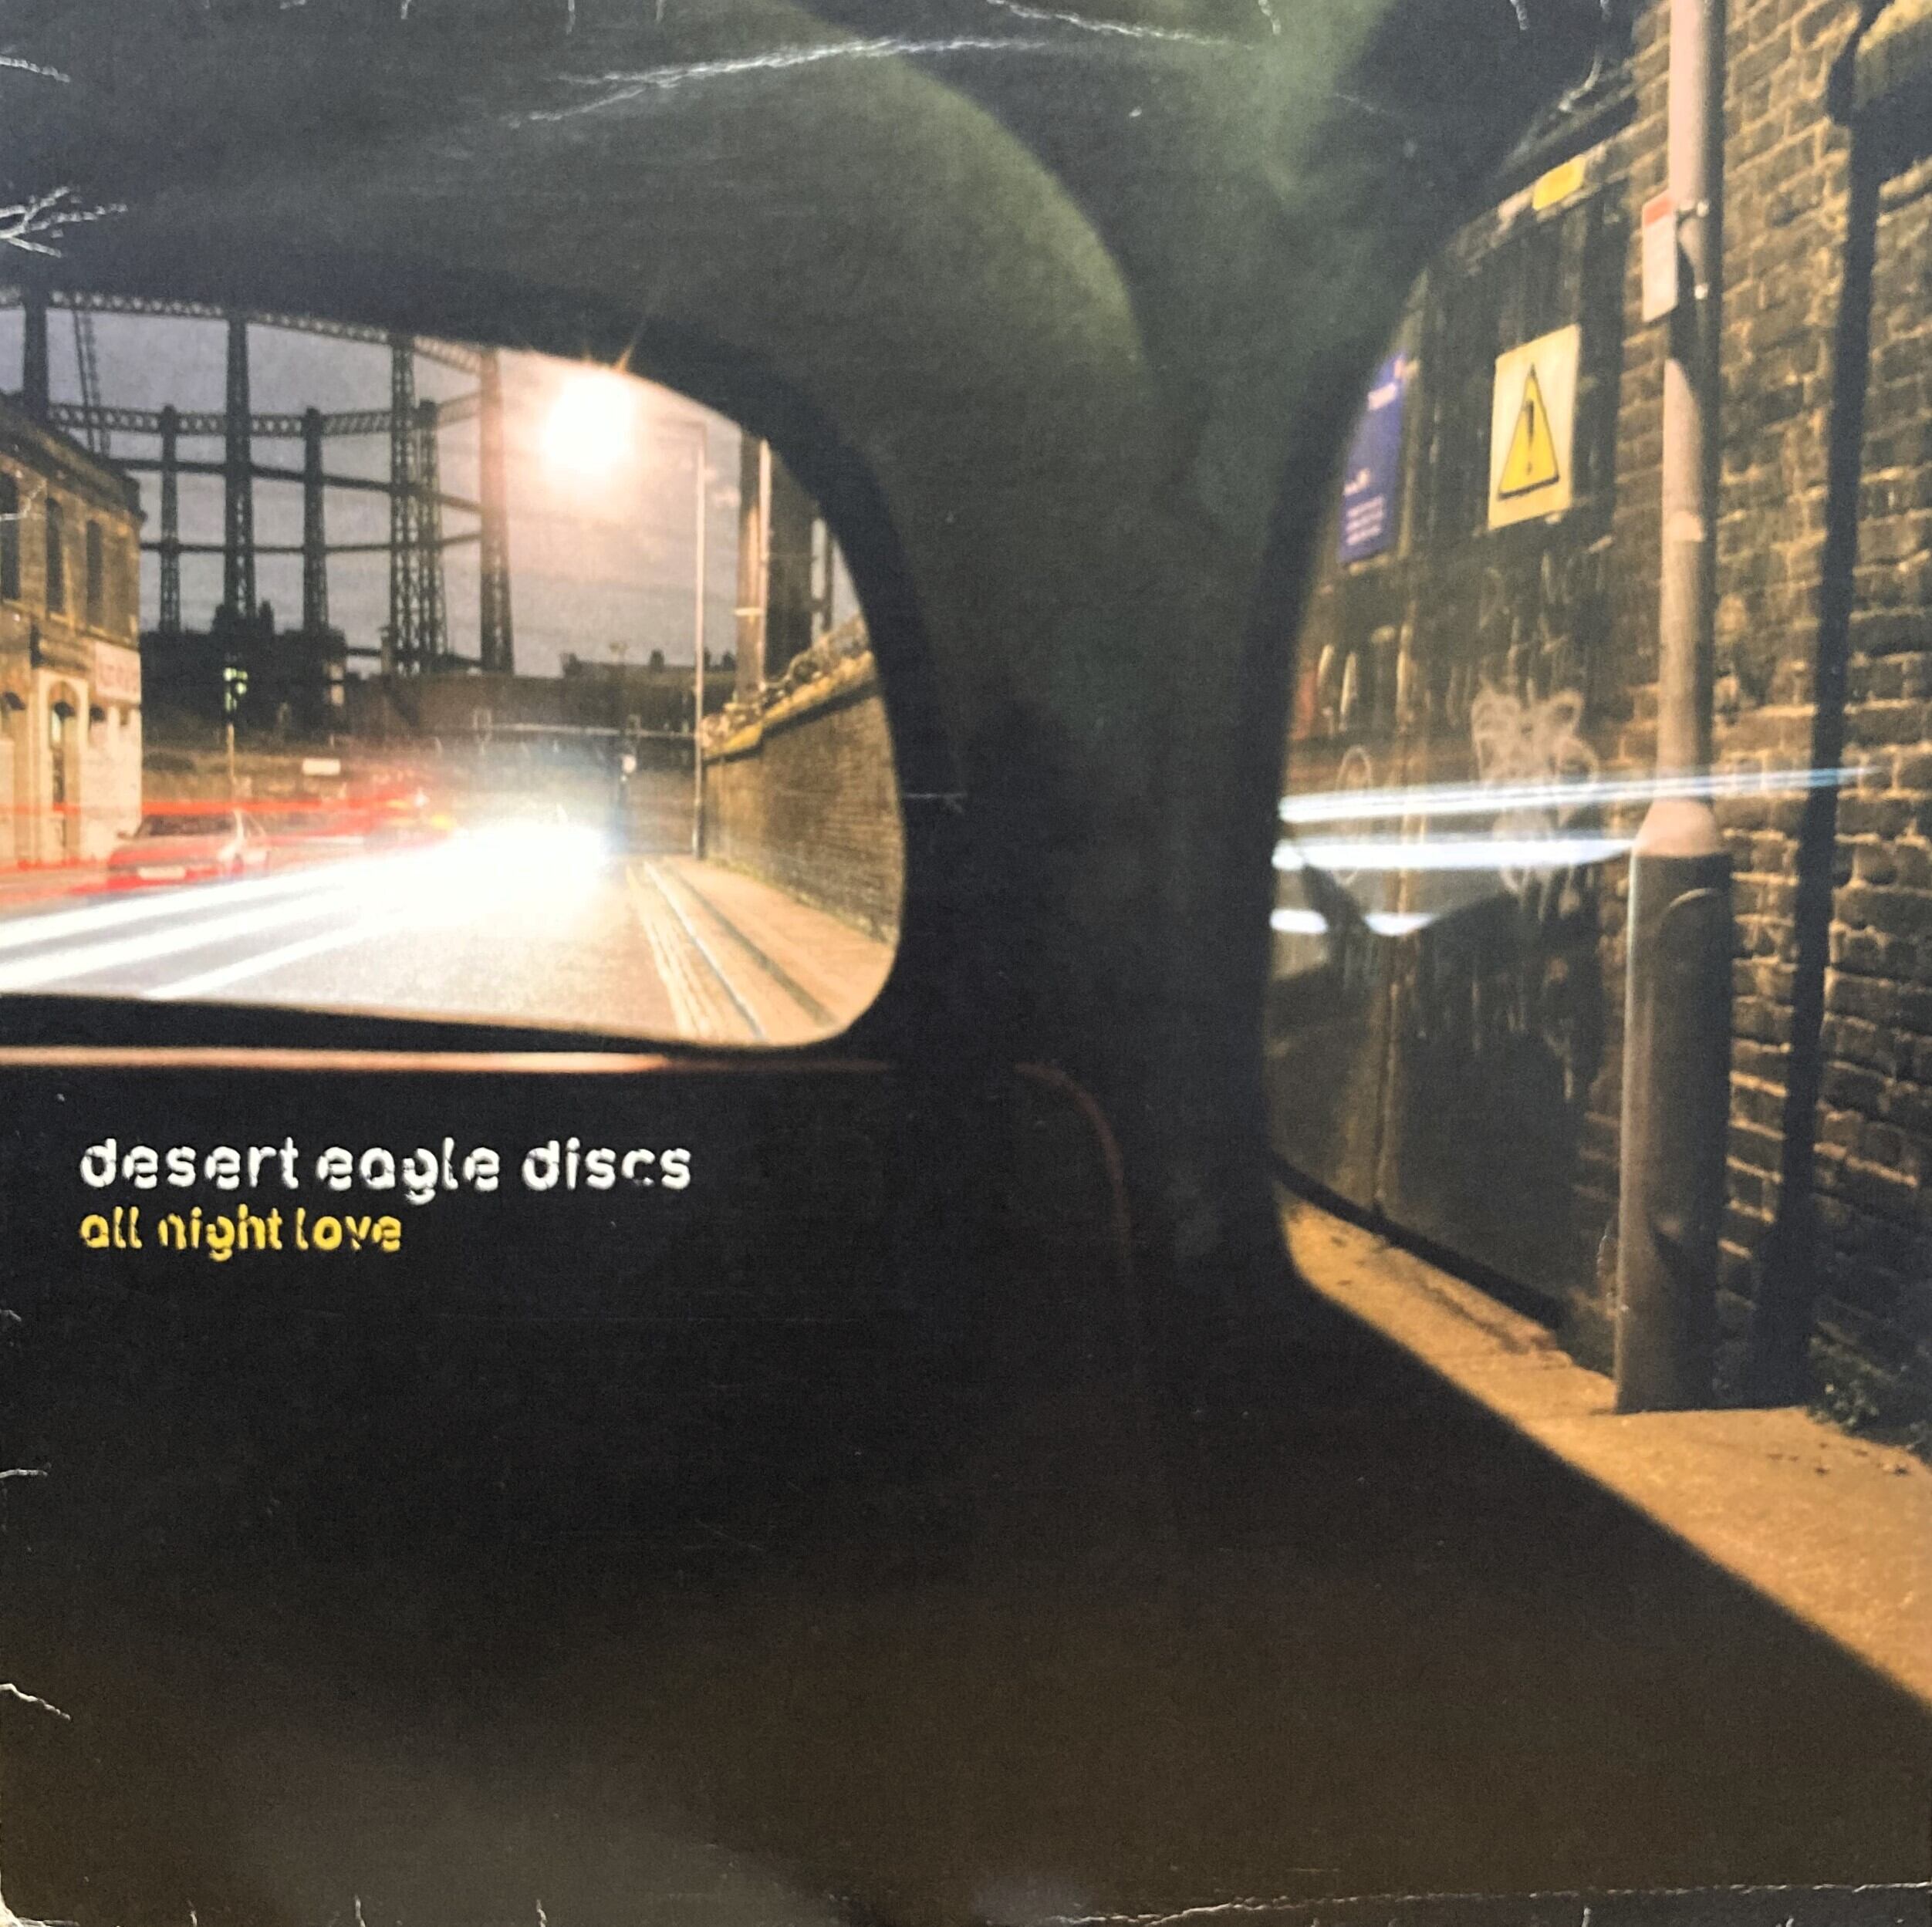 desert eagle discs
all night love